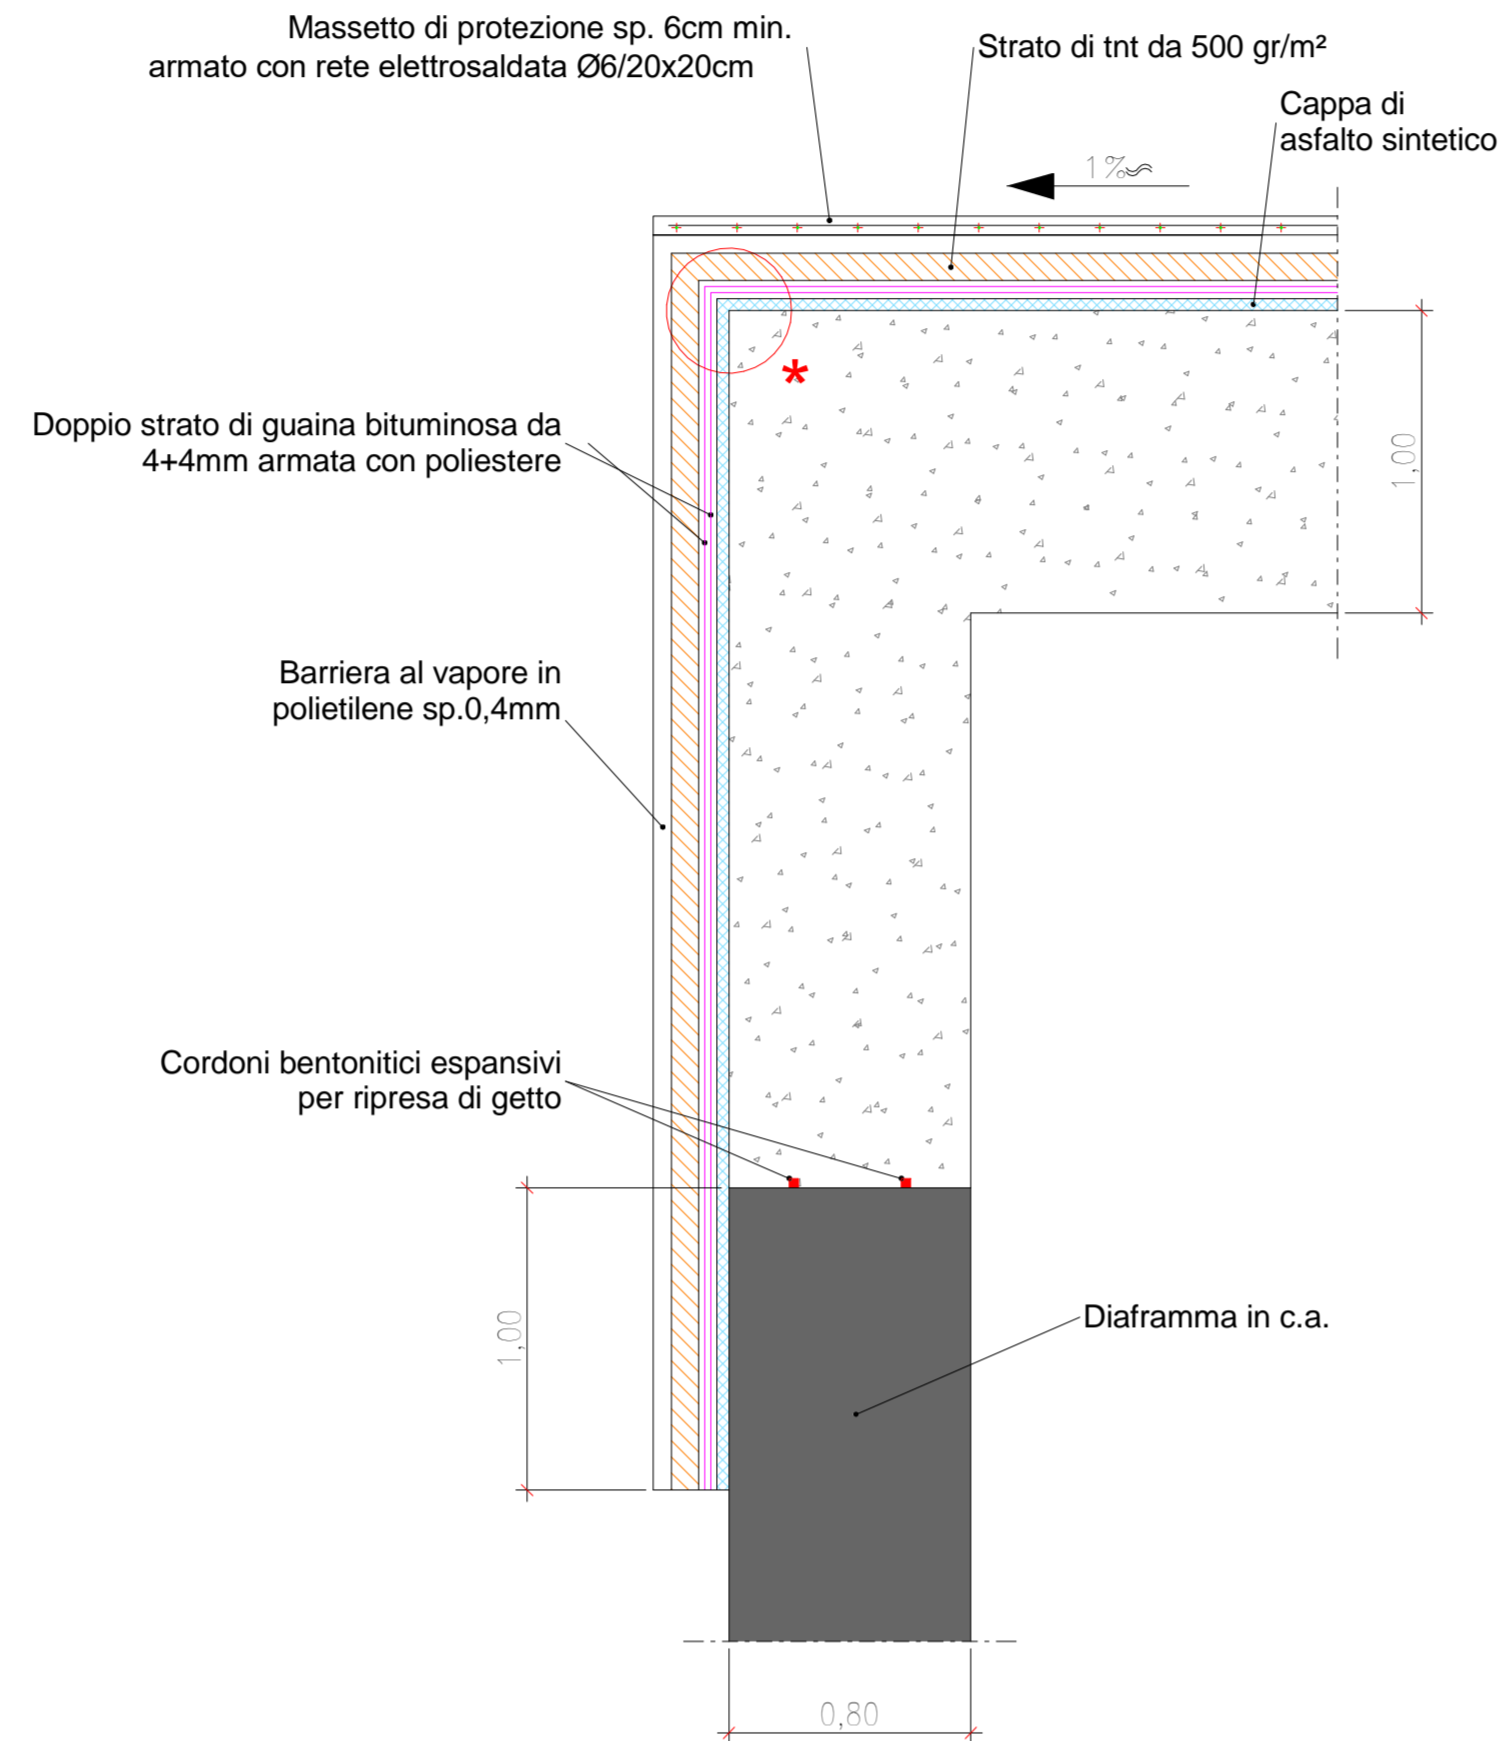 Massetto di protezione sp. 6cm min.
armato con rete elettrosaldata Ø6/20x20cm
Strato di tnt da 500 gr/m²
Cappa di
asfalto sintetico
1%
*
Doppio strato di guaina bituminosa da
4+4mm armata con poliestere
1,00
Barriera al vapore in
polietilene sp.0,4mm
Cordoni bentonitici espansivi
per ripresa di getto
1,00
Diaframma in c.a.
0,80